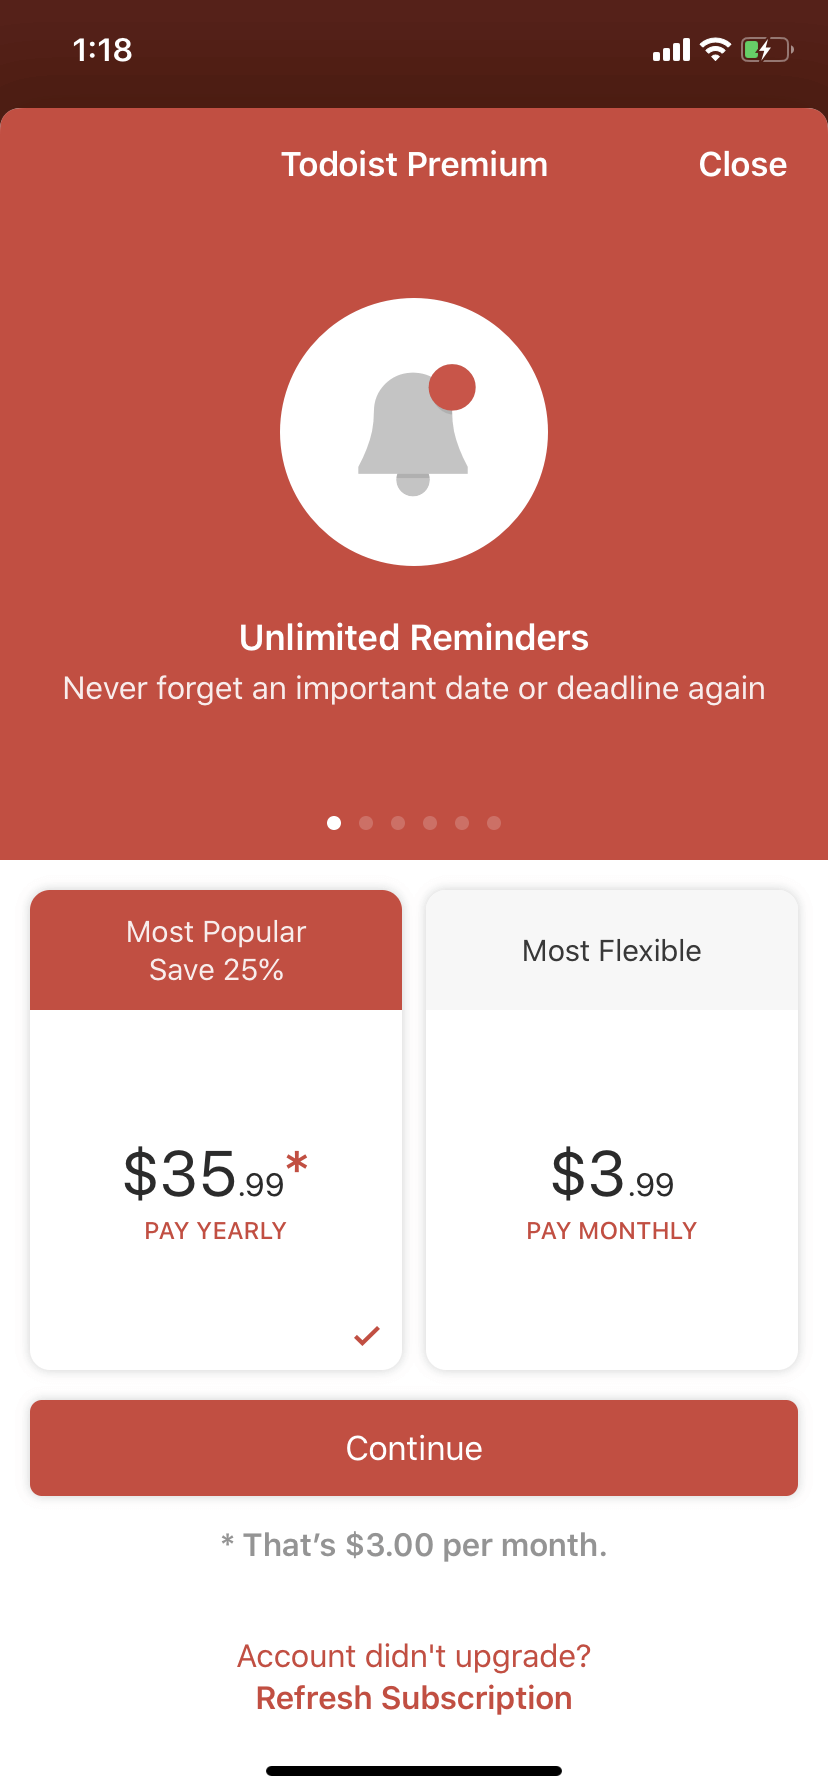 1:18
Todoist Premium
Close
Unlimited Reminders
Never forget an important date or deadline again
Most Popular
Save 25%
$35.99*
PAY YEARLY
Most Flexible
$3.99
PAY MONTHLY
Continue
* That’s $3.00 per month.
Account didn't upgrade?
Refresh Subscription